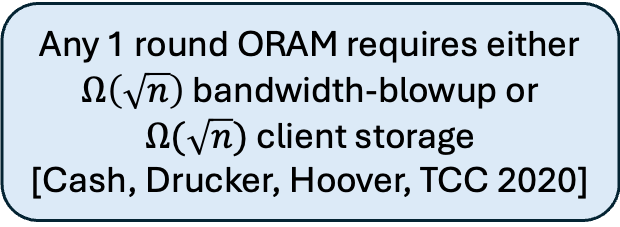 Any 1 round ORAM requires either
Ω(√n) bandwidth-blowup or
Ω(√n) client storage
[Cash, Drucker, Hoover, TCC 2020]